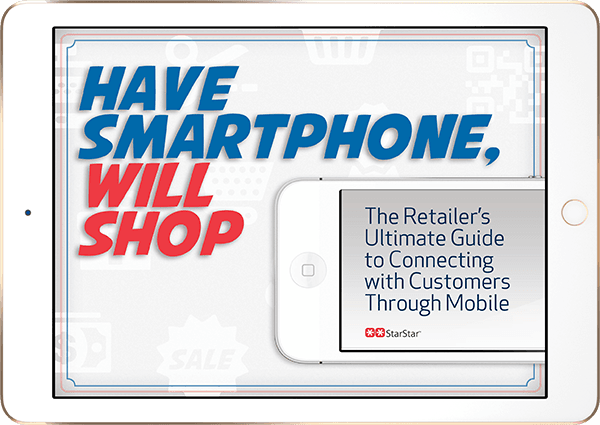 HAVE
SMARTPHONE,
WILL
SHOP
The Retailer's
Ultimate Guide
to Connecting
with Customers
Through Mobile
StarStar
SALE